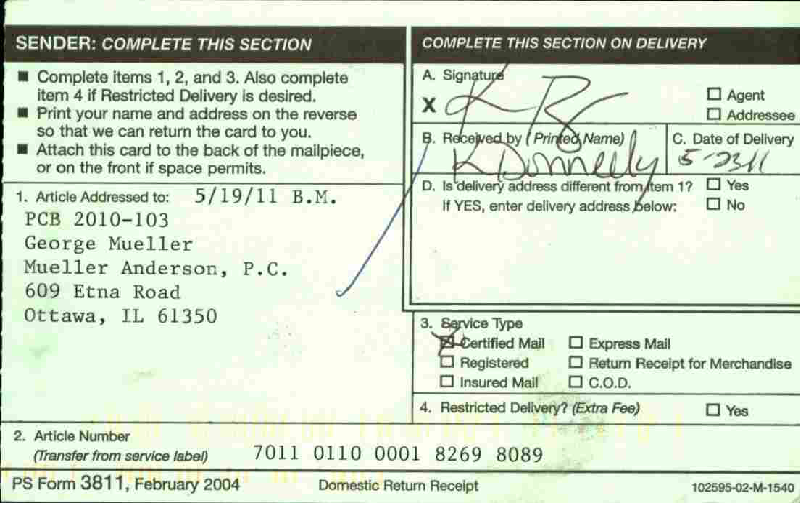 SENDER: COMPLETE THIS SECTION
■ Complete items 1, 2, and 3. Also complete
item 4 if Restricted Delivery is desired.
■ Print your name and address on the reverse
so that we can return the card to you.
■ Attach this card to the back of the mailpiece,
or on the front if space permits.
1. Article Addressed to: 5/19/11 B.M.
PCB 2010-103
George Mueller
Mueller Anderson, P.C.
609 Etna Road
Ottawa, IL 61350
2. Article Number
(Transfer from service label) 7011 0110 0001 8269 8089
COMPLETE THIS SECTION ON DELIVERY
A. Signature
X
☐ Agent
☐ Addressee
B. Received by (Printed Name)
K Donnelly
C. Date of Delivery
5-23-11
D. Is delivery address different from item 1? ☐ Yes
If YES, enter delivery address below: ☐ No
3. Service Type
☒ Certified Mail ☐ Express Mail
☐ Registered ☐ Return Receipt for Merchandise
☐ Insured Mail ☐ C.O.D.
4. Restricted Delivery? (Extra Fee) ☐ Yes
PS Form 3811, February 2004 Domestic Return Receipt 102595-02-M-1540